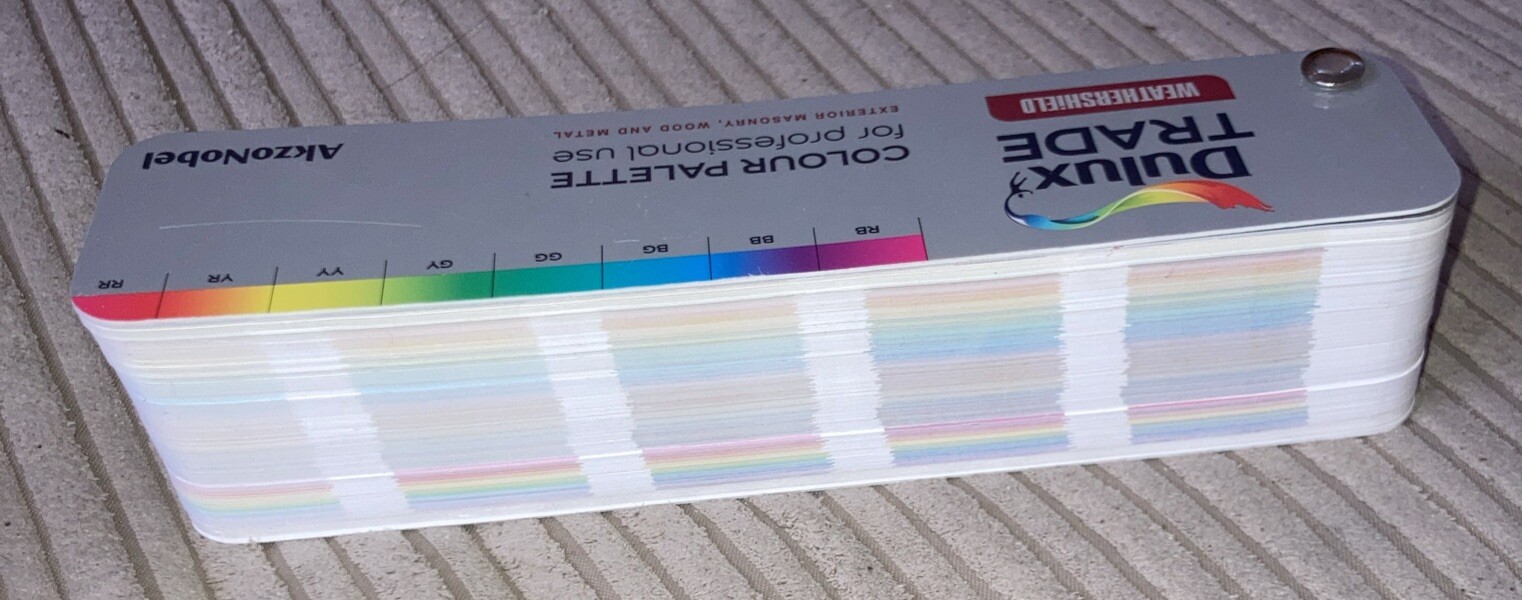 Dulux
TRADE
WEATHERSHIELD
COLOUR PALETTE
for professional use
EXTERIOR MASONRY, WOOD AND METAL
AkzoNobel
RB BB BG GG GY YY YR RR